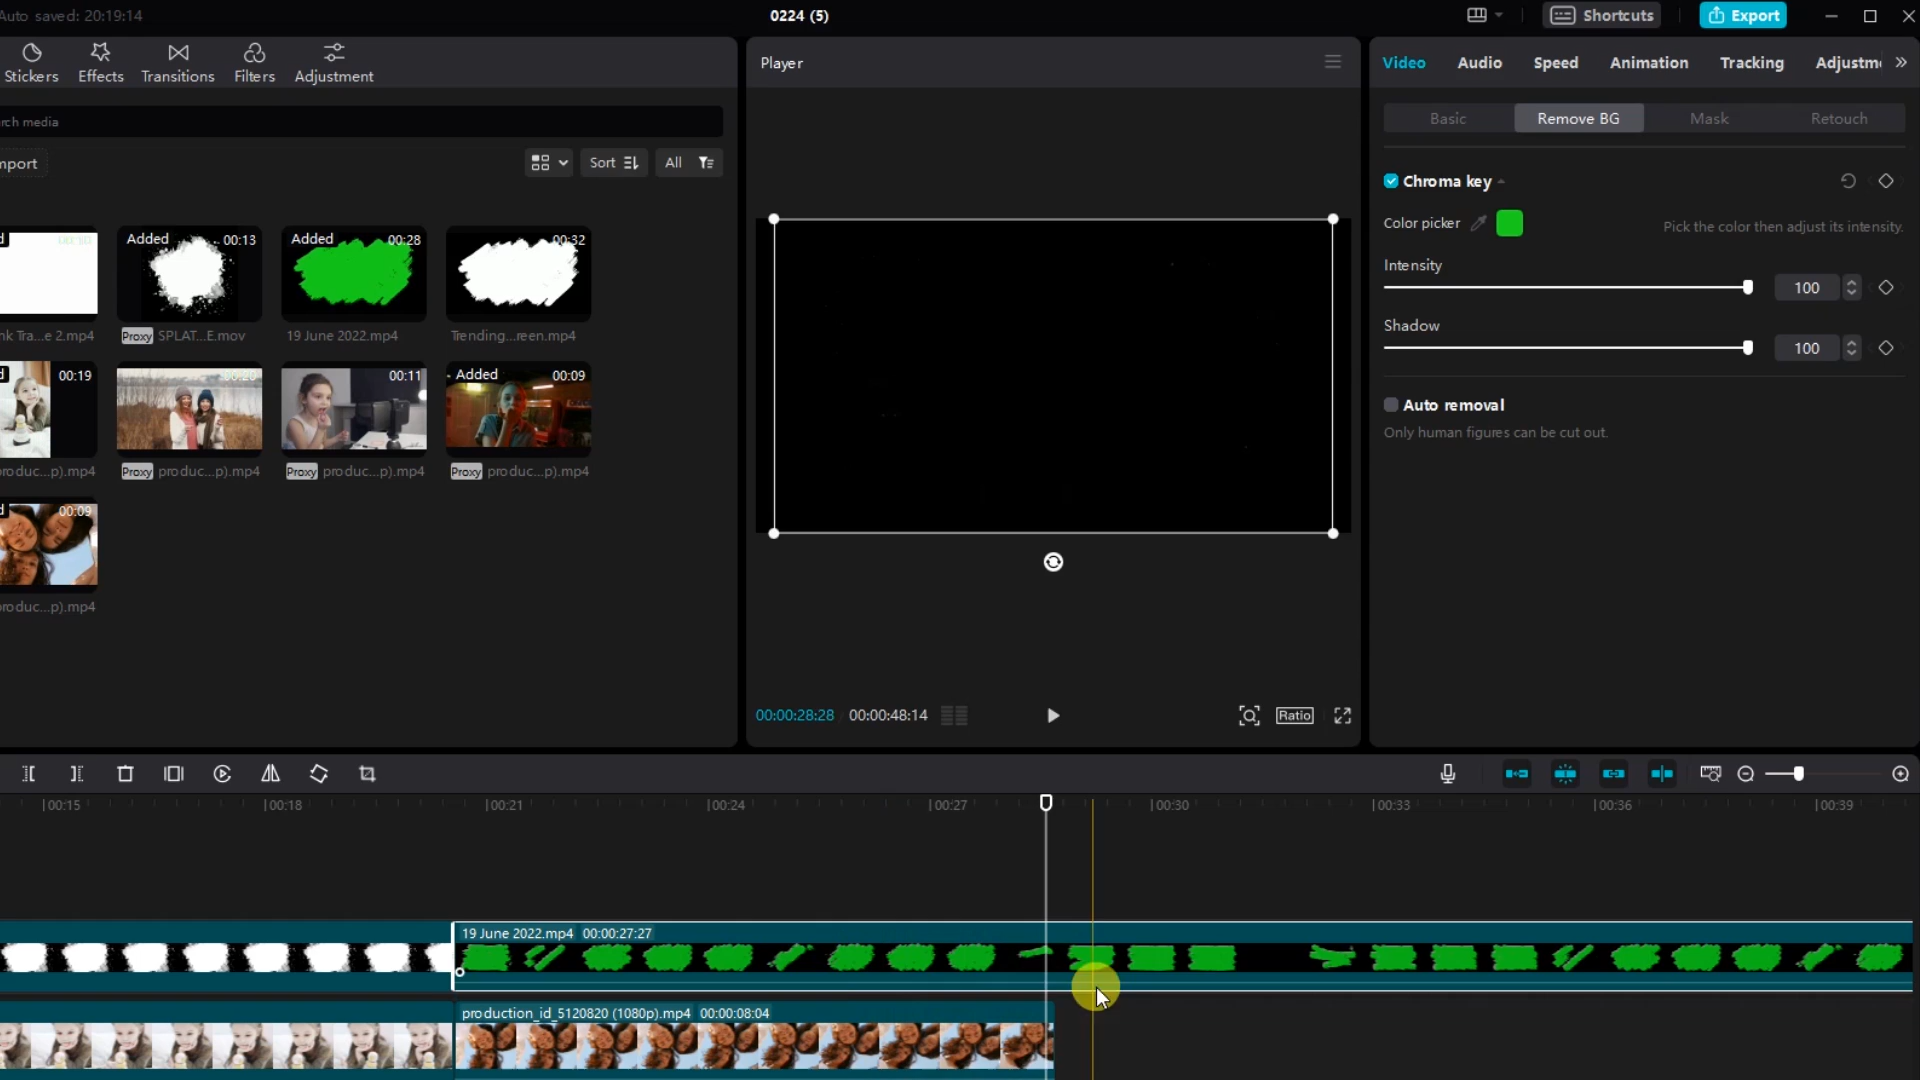 Auto saved: 20:19:14
0224 (5)
Shortcuts
Export
Stickers
Effects
Transitions
Filters
Adjustment
rch media
mport
Sort
All
Added
00:13
Added
00:28
00:32
nk Tra...e 2.mp4
Proxy SPLAT...E.mov
19 June 2022.mp4
Trending...reen.mp4
00:19
00:11
Added
00:09
roduc...p).mp4
Proxy produc...p).mp4
Proxy produc...p).mp4
Proxy produc...p).mp4
00:09
roduc...p).mp4
Player
00:00:28:28
00:00:48:14
Ratio
Video
Audio
Speed
Animation
Tracking
Adjustm
Basic
Remove BG
Mask
Retouch
Chroma key
Color picker
Pick the color then adjust its intensity.
Intensity
100
Shadow
100
Auto removal
Only human figures can be cut out.
00:15
00:18
00:21
00:24
00:27
00:30
00:33
00:36
00:39
19 June 2022.mp4 00:00:27:27
production_id_5120820 (1080p).mp4 00:00:08:04